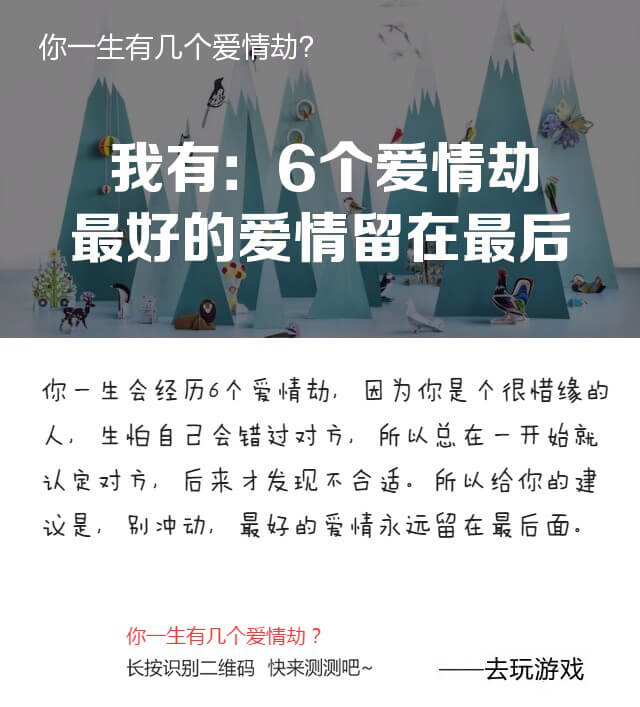 你一生有几个爱情劫?
我有：6个爱情劫
最好的爱情留在最后
你一生会经历6个爱情劫，因为你是个很惜缘的
人，生怕自己会错过对方，所以总在一开始就
认定对方，后来才发现不合适。所以给你的建
议是，别冲动，最好的爱情永远留在最后面。
你一生有几个爱情劫？
长按识别二维码 快来测测吧~
——去玩游戏